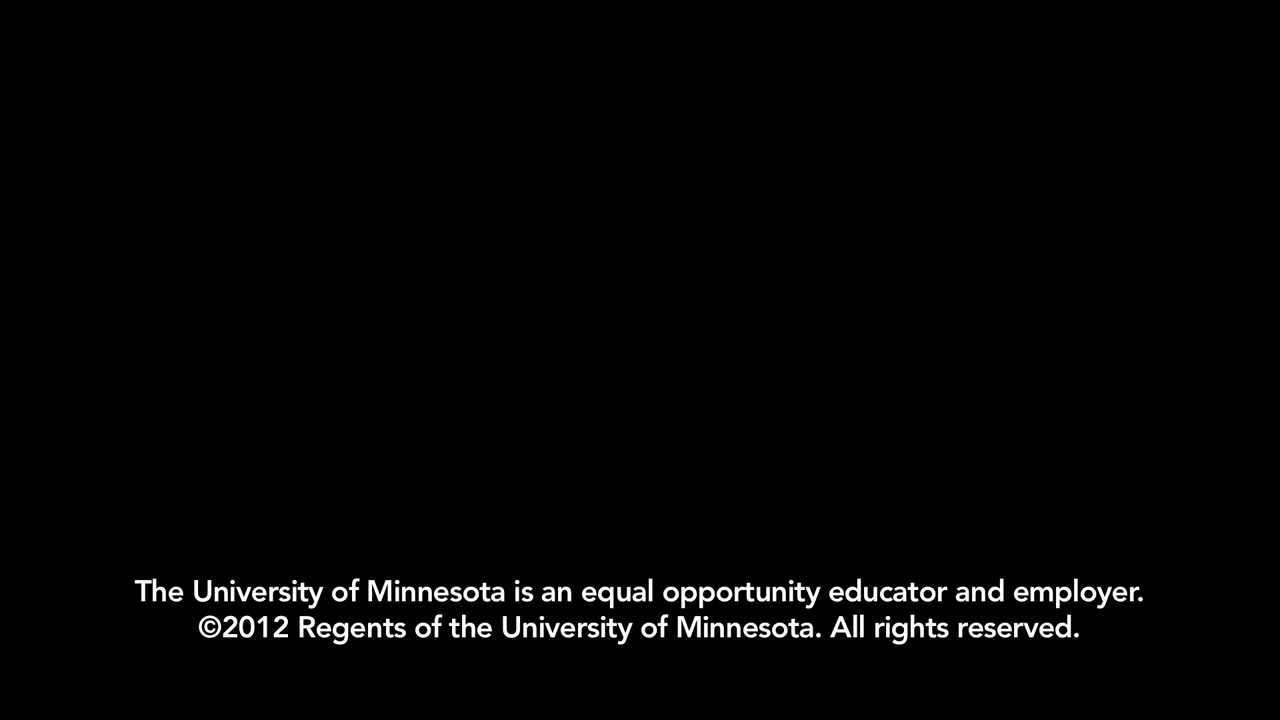 The University of Minnesota is an equal opportunity educator and employer.
©2012 Regents of the University of Minnesota. All rights reserved.